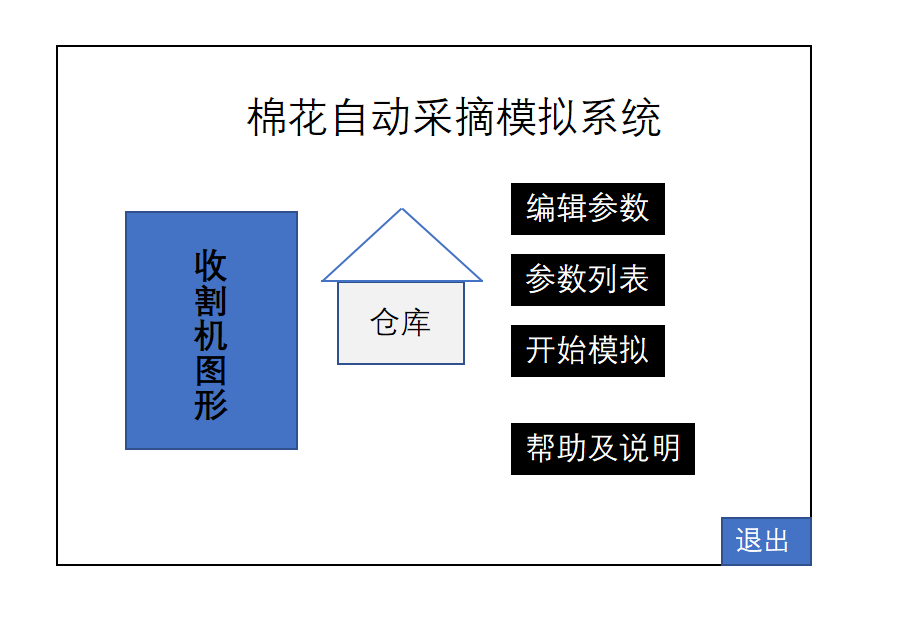 棉花自动采摘模拟系统
收割机图形
仓库
编辑参数
参数列表
开始模拟
帮助及说明
退出